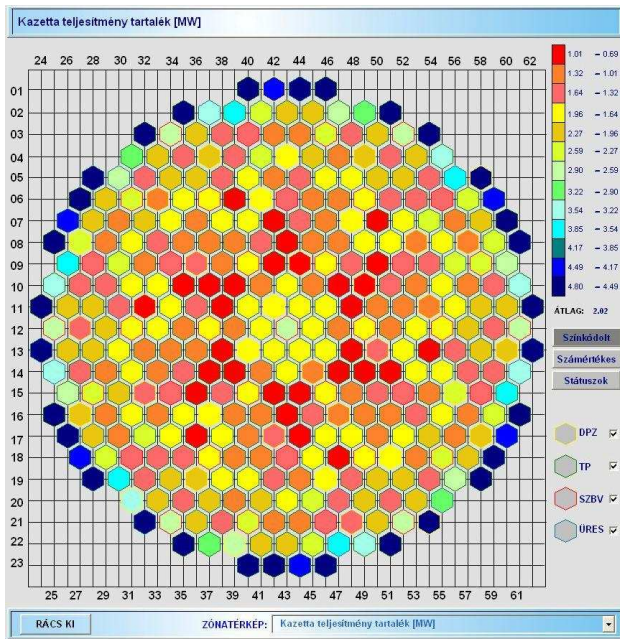 Kazetta teljesítmény tartalék [MW]
24 26 28 30 32 34 36 38 40 42 44 46 48 50 52 54 56 58 60 62
01
02
03
04
05
06
07
08
09
10
11
12
13
14
15
16
17
18
19
20
21
22
23
25 27 29 31 33 35 37 39 41 43 45 47 49 51 53 55 57 59 61
1.01 - 0.69
1.32 - 1.01
1.64 - 1.32
1.96 - 1.64
2.27 - 1.96
2.59 - 2.27
2.90 - 2.59
3.22 - 2.90
3.54 - 3.22
3.85 - 3.54
4.17 - 3.85
4.49 - 4.17
4.80 - 4.49
ÁTLAG: 2.02
Színkódolt
Számértékes
Státuszok
DPZ
TP
SZBV
ÜRES
RÁCS KI
ZÓNATÉRKÉP: Kazetta teljesítmény tartalék [MW]